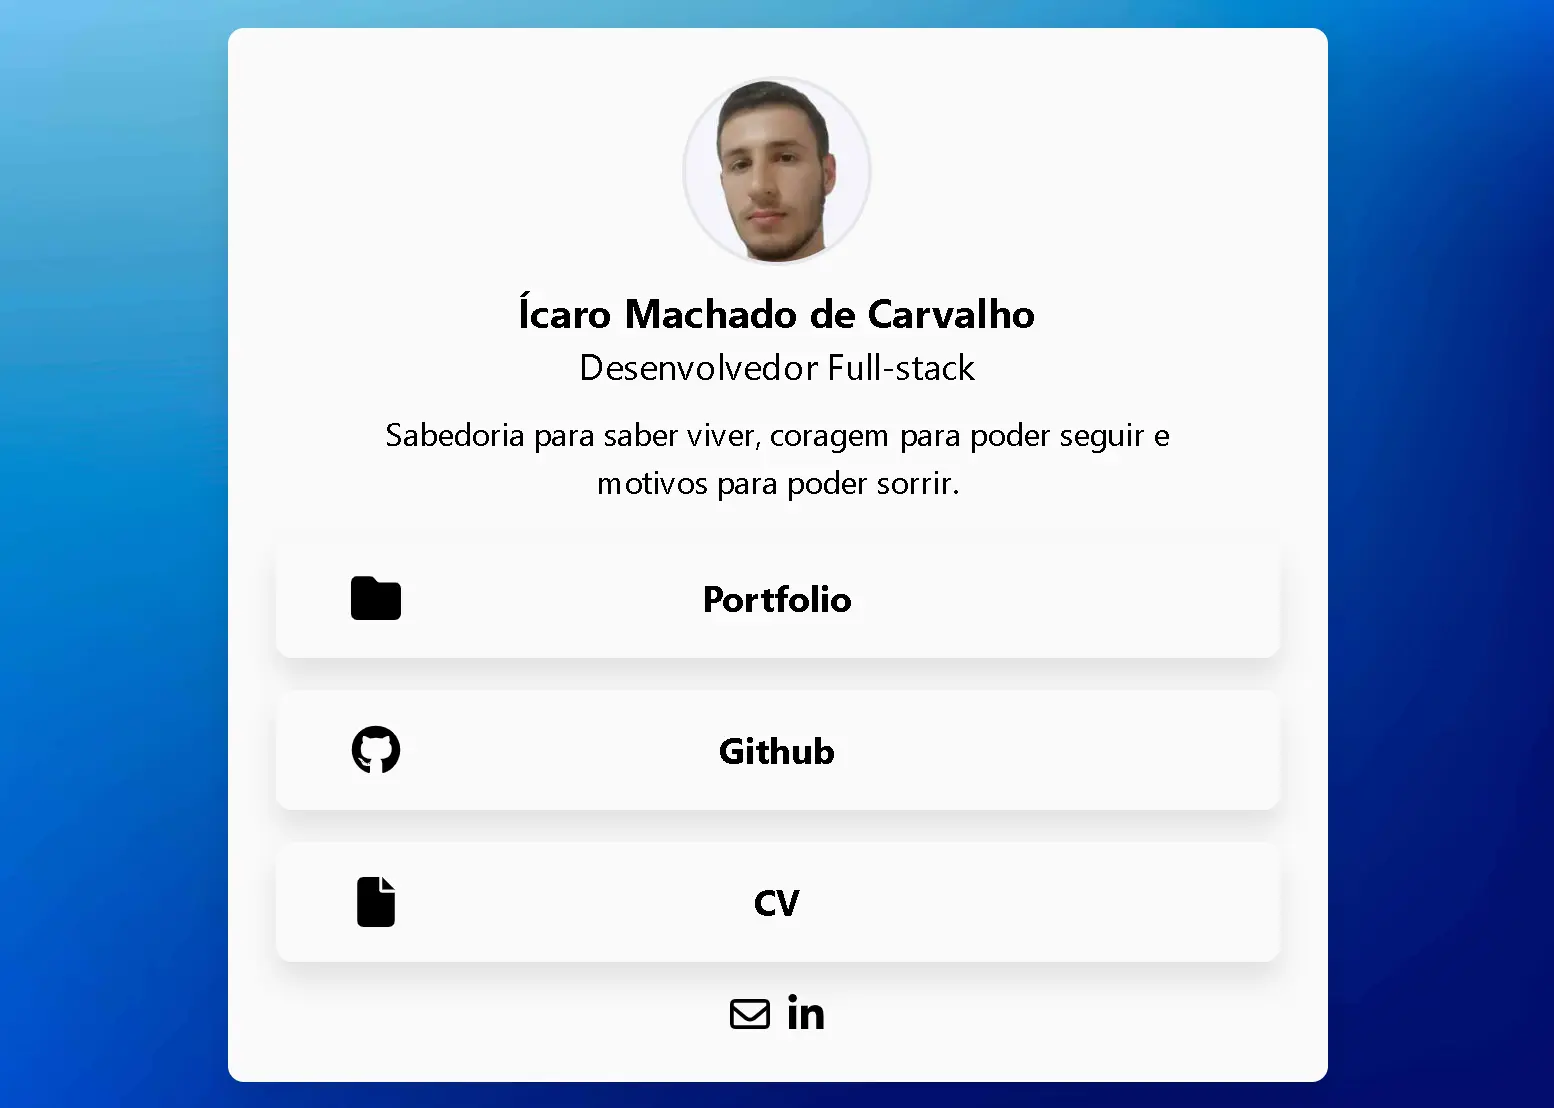 Ícaro Machado de Carvalho
Desenvolvedor Full-stack
Sabedoria para saber viver, coragem para poder seguir e
motivos para poder sorrir.
Portfolio
Github
CV
in